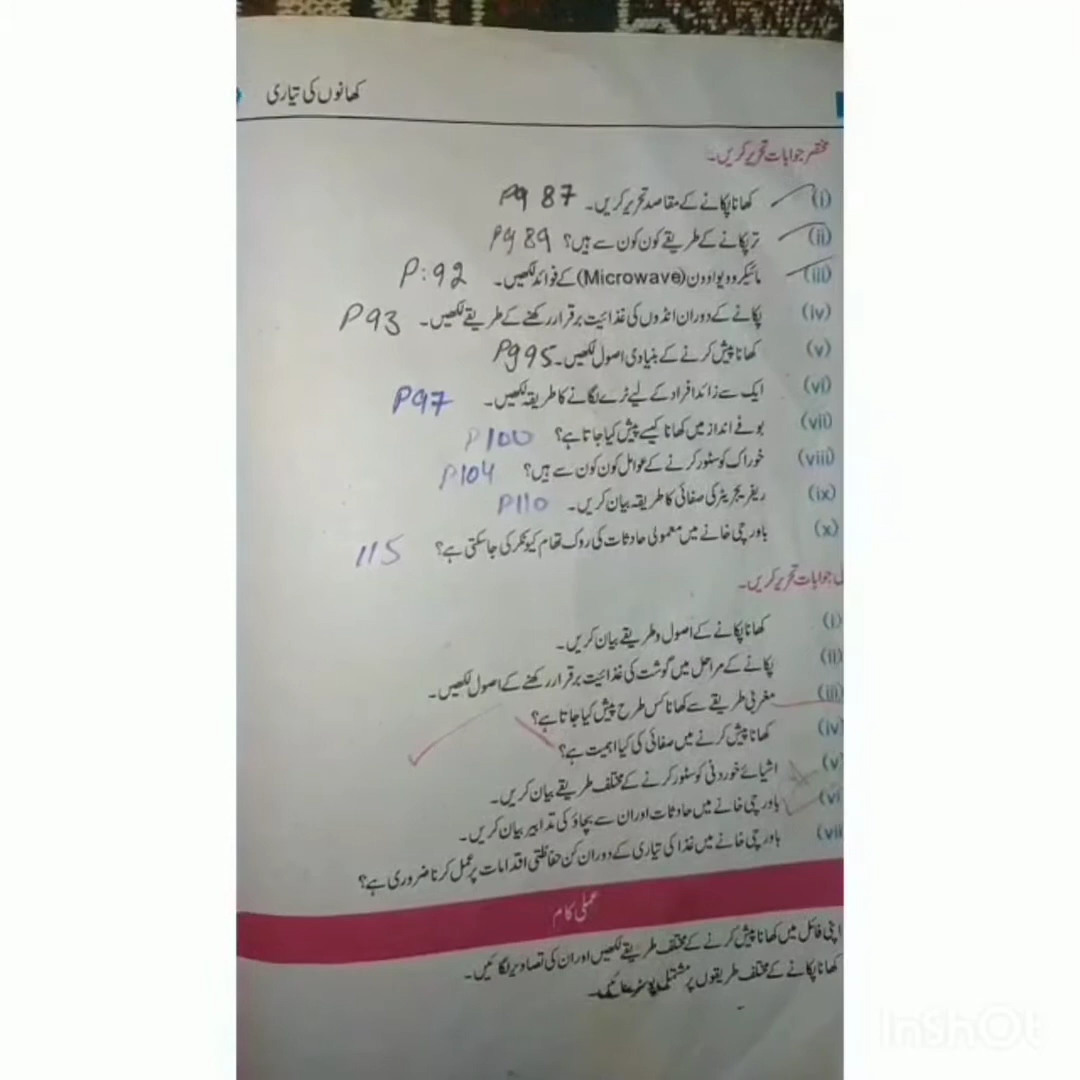 کھانوں کی تیاری
مختصر جوابات تحریر کریں۔
(i) کھانا پکانے کے مقاصد تحریر کریں۔ Pg 87
(ii) تر پکانے کے طریقے کون کون سے ہیں؟ Pg 89
(iii) مائیکروویو اوون (Microwave) کے فوائد لکھیں۔ P:92
(iv) پکانے کے دوران انڈوں کی غذائیت برقرار رکھنے کے طریقے لکھیں۔ P93
(v) کھانا پیش کرنے کے بنیادی اصول لکھیں۔ Pg95
(vi) ایک سے زائد افراد کے لیے ٹرے لگانے کا طریقہ لکھیں۔ P97
(vii) بوفے انداز میں کھانا کیسے پیش کیا جاتا ہے؟ P100
(viii) خوراک کو سٹور کرنے کے عوامل کون کون سے ہیں؟ P104
(ix) ریفریجریٹر کی صفائی کا طریقہ بیان کریں۔ P110
(x) باورچی خانے میں معمولی حادثات کی روک تھام کیونکر کی جاسکتی ہے؟ 115
جوابات تحریر کریں۔
(i) کھانا پکانے کے اصول و طریقے بیان کریں۔
(ii) پکانے کے مراحل میں گوشت کی غذائیت برقرار رکھنے کے اصول لکھیں۔
(iii) مغربی طریقے سے کھانا کس طرح پیش کیا جاتا ہے؟
(iv) کھانا پیش کرنے میں صفائی کی کیا اہمیت ہے؟
(v) اشیائے خوردنی کو سٹور کرنے کے مختلف طریقے بیان کریں۔
(vi باورچی خانے میں حادثات اور ان سے بچاؤ کی تدابیر بیان کریں۔
(vii باورچی خانے میں غذا کی تیاری کے دوران کن حفاظتی اقدامات پر عمل کرنا ضروری ہے؟
عملی کام
اپنی فائل میں کھانا پیش کرنے کے مختلف طریقے لکھیں اور ان کی تصاویر لگائیں۔
کھانا پکانے کے مختلف طریقوں پر مشتمل پوسٹر بنائیں۔
InShOt